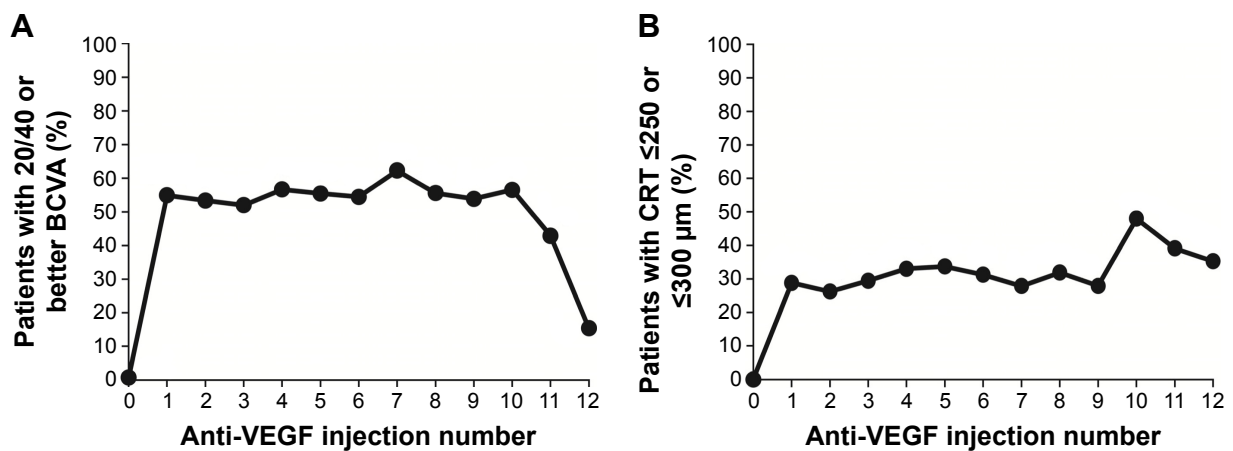 A
Patients with 20/40 or
better BCVA (%)
100
90
80
70
60
50
40
30
20
10
0
0 1 2 3 4 5 6 7 8 9 10 11 12
Anti-VEGF injection number
B
Patients with CRT ≤250 or
≤300 µm (%)
100
90
80
70
60
50
40
30
20
10
0
0 1 2 3 4 5 6 7 8 9 10 11 12
Anti-VEGF injection number